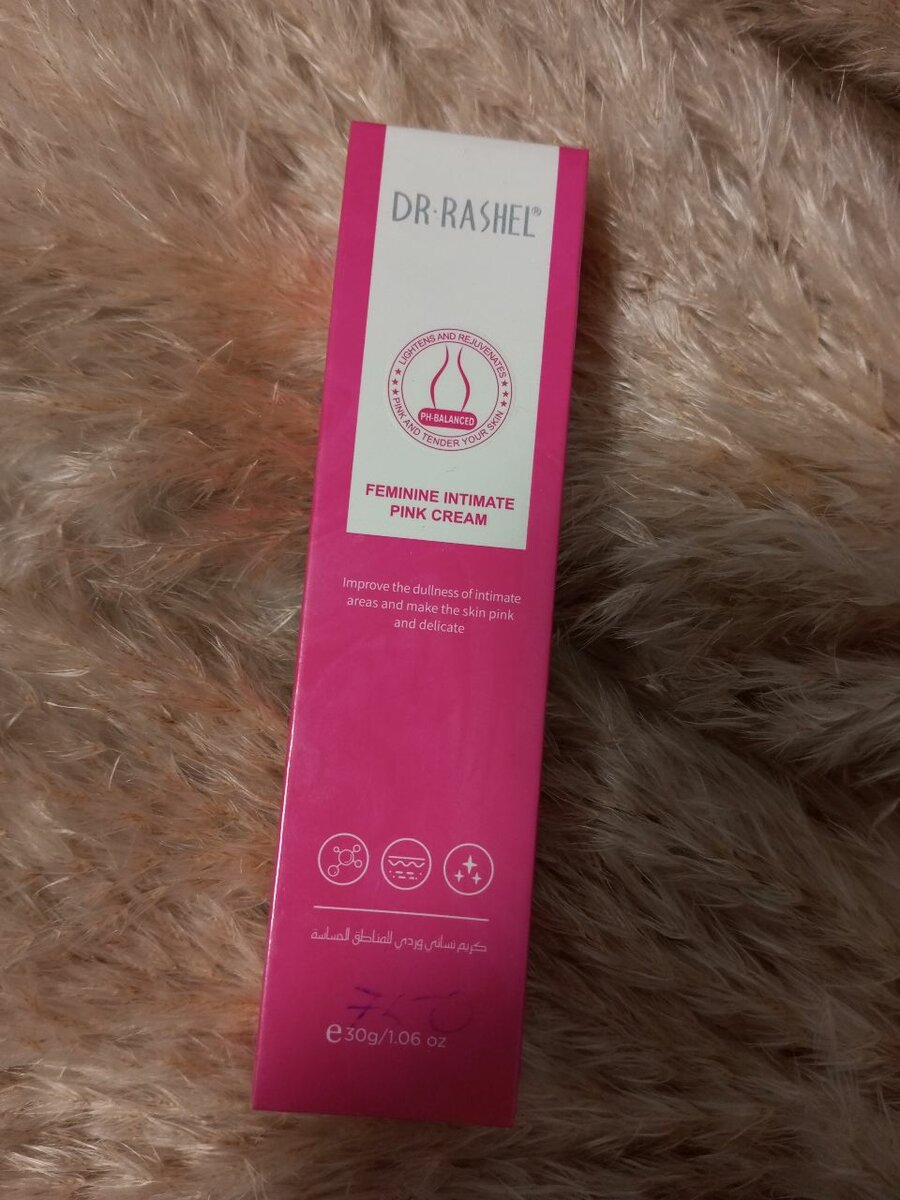 DR·RASHEL®
LIGHTENS AND REJUVENATES
PH-BALANCED
PINK AND TENDER YOUR SKIN
FEMININE INTIMATE
PINK CREAM
Improve the dullness of intimate
areas and make the skin pink
and delicate
كريم نسائي وردي للمناطق الحساسة
e 30g/1.06 oz